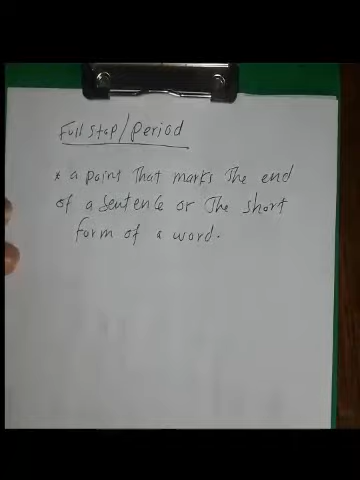 Full stop/period
* a point that marks the end
of a sentence or the short
form of a word.